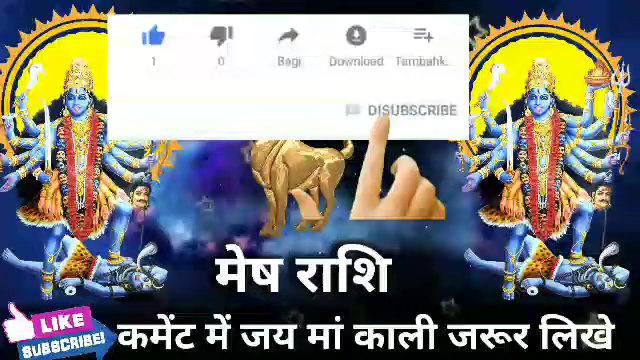 1 0 Bagi Download Tambahk..
DISUBSCRIBE
मेष राशि
LIKE
SUBSCRIBE!
कमेंट में जय मां काली जरूर लिखे